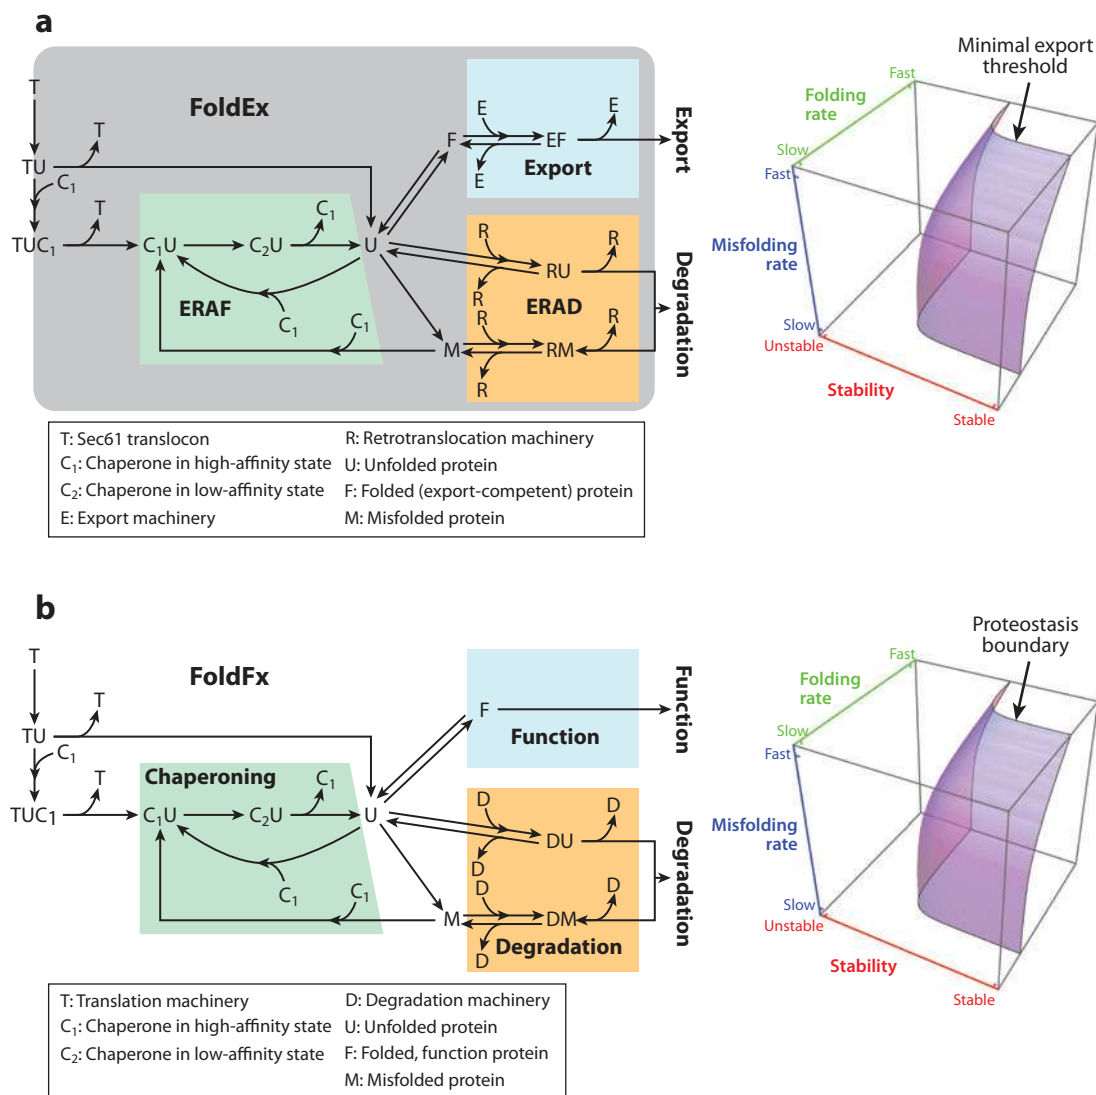 a
FoldEx
T
T
TU
C₁
T
TUC₁
C₁U
C₂U
C₁
U
ERAF
C₁
C₁
F
E
E
EF
E
Export
Export
R
R
RU
R
ERAD
R
R
M
RM
R
Degradation
Minimal export
threshold
Fast
Folding
rate
Slow
Fast
Misfolding
rate
Slow
Unstable
Stability
Stable
T: Sec61 translocon
C₁: Chaperone in high-affinity state
C₂: Chaperone in low-affinity state
E: Export machinery
R: Retrotranslocation machinery
U: Unfolded protein
F: Folded (export-competent) protein
M: Misfolded protein
b
FoldFx
T
T
TU
C₁
T
TUC₁
Chaperoning
C₁U
C₂U
C₁
U
C₁
C₁
F
Function
Function
D
D
DU
D
D
D
M
DM
D
Degradation
Degradation
Proteostasis
boundary
Fast
Folding
rate
Slow
Fast
Misfolding
rate
Slow
Unstable
Stability
Stable
T: Translation machinery
C₁: Chaperone in high-affinity state
C₂: Chaperone in low-affinity state
D: Degradation machinery
U: Unfolded protein
F: Folded, function protein
M: Misfolded protein